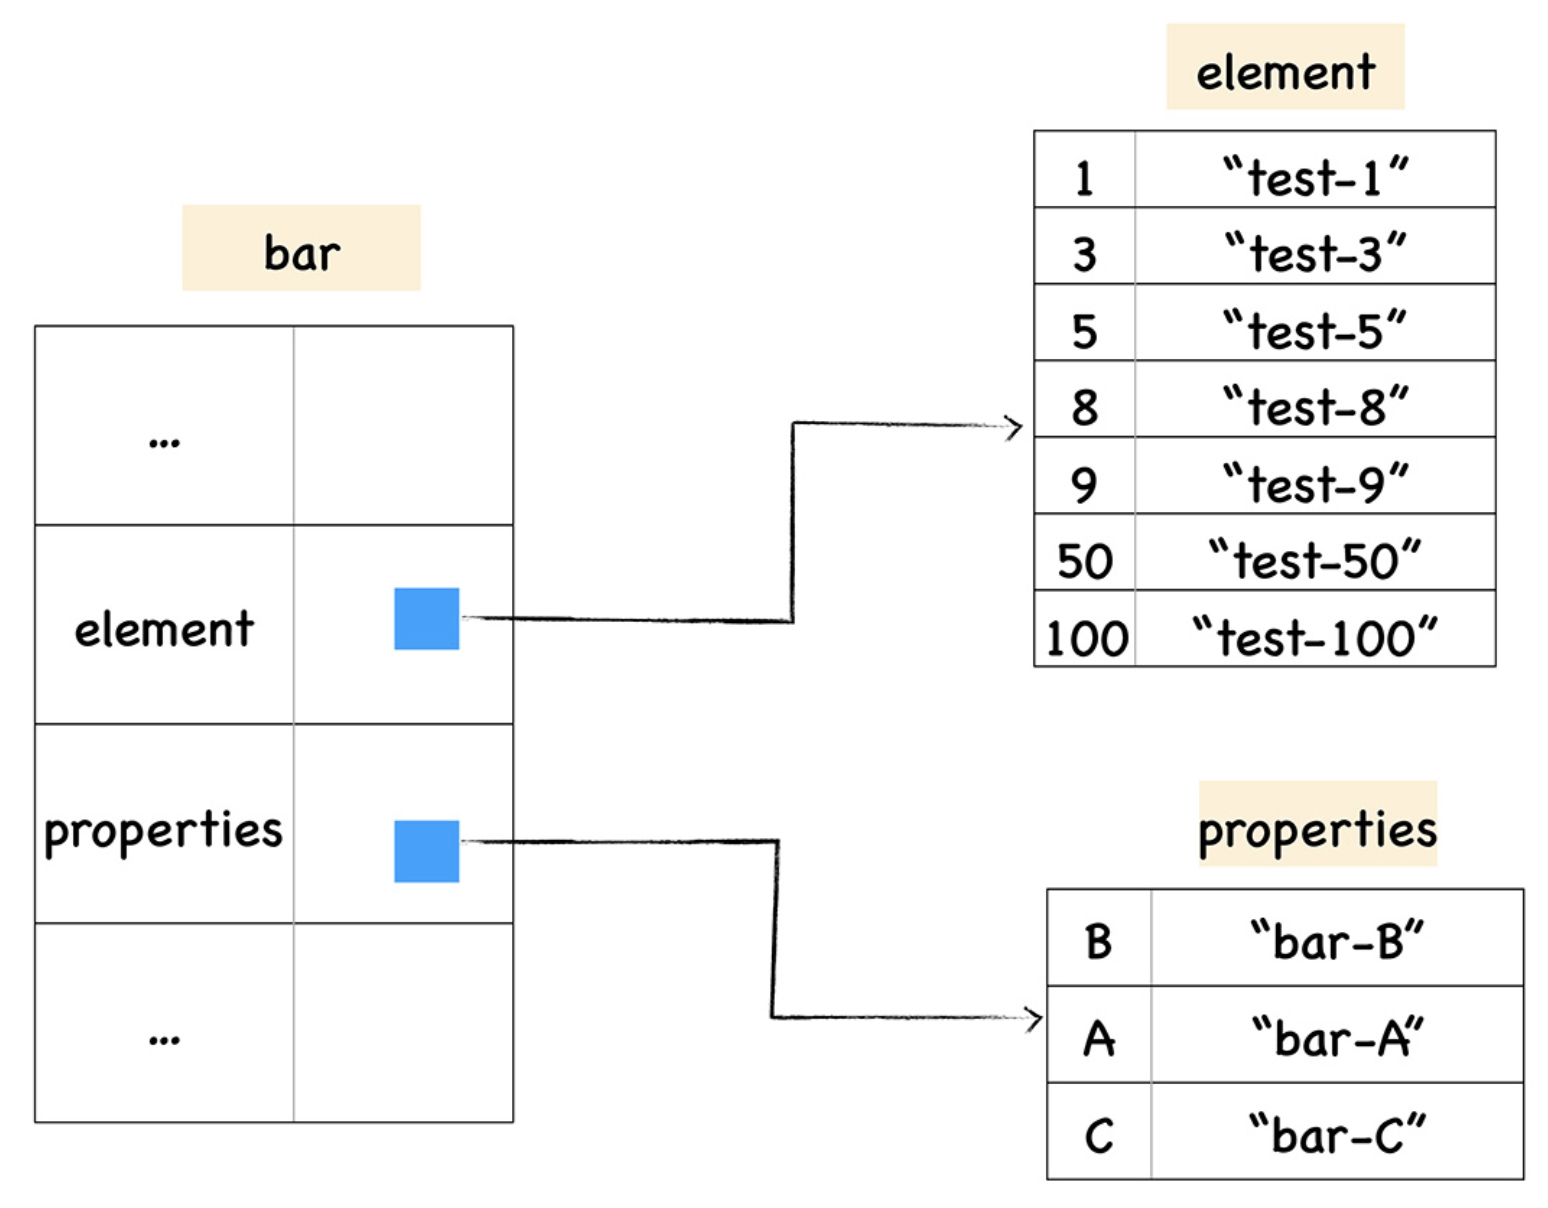 bar
...
element
properties
...
element
1 “test-1”
3 “test-3”
5 “test-5”
8 “test-8”
9 “test-9”
50 “test-50”
100 “test-100”
properties
B “bar-B”
A “bar-A”
C “bar-C”